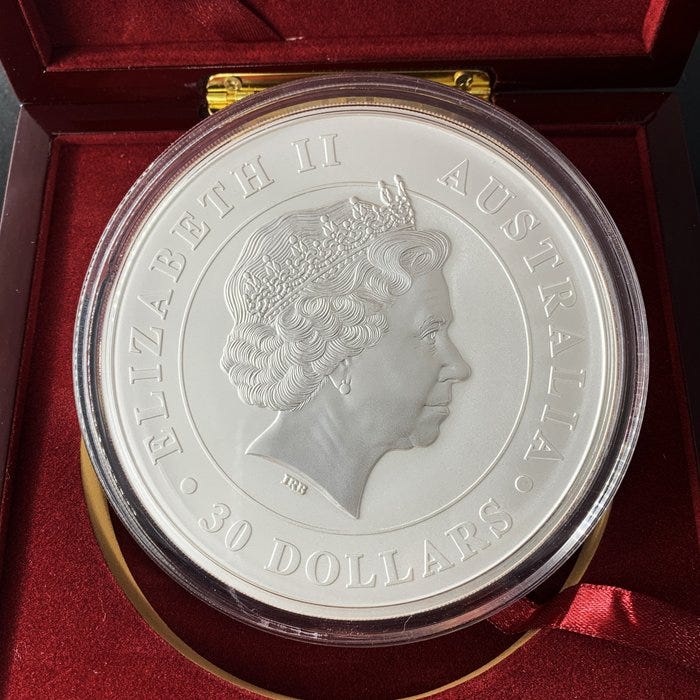 ELIZABETH II
AUSTRALIA
IRB
30 DOLLARS